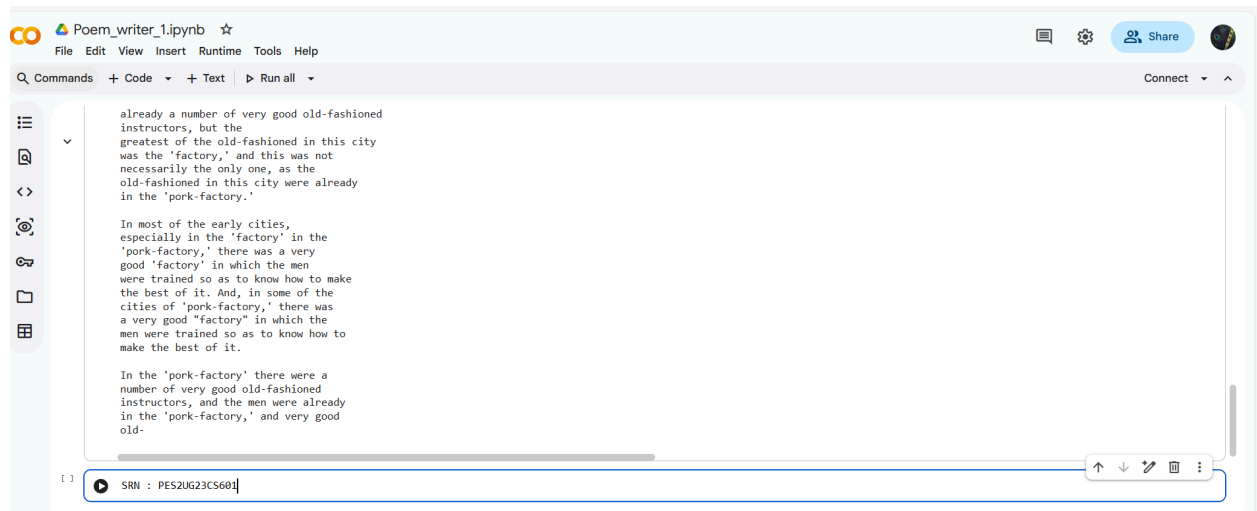 Poem_writer_1.ipynb
File Edit View Insert Runtime Tools Help
Share
Commands + Code + Text Run all
Connect
already a number of very good old-fashioned
instructors, but the
greatest of the old-fashioned in this city
was the 'factory,' and this was not
necessarily the only one, as the
old-fashioned in this city were already
in the 'pork-factory.'
In most of the early cities,
especially in the 'factory' in the
'pork-factory,' there was a very
good 'factory' in which the men
were trained so as to know how to make
the best of it. And, in some of the
cities of 'pork-factory,' there was
a very good "factory" in which the
men were trained so as to know how to
make the best of it.
In the 'pork-factory' there were a
number of very good old-fashioned
instructors, and the men were already
in the 'pork-factory,' and very good
old-
[ ]
SRN : PES2UG23CS601